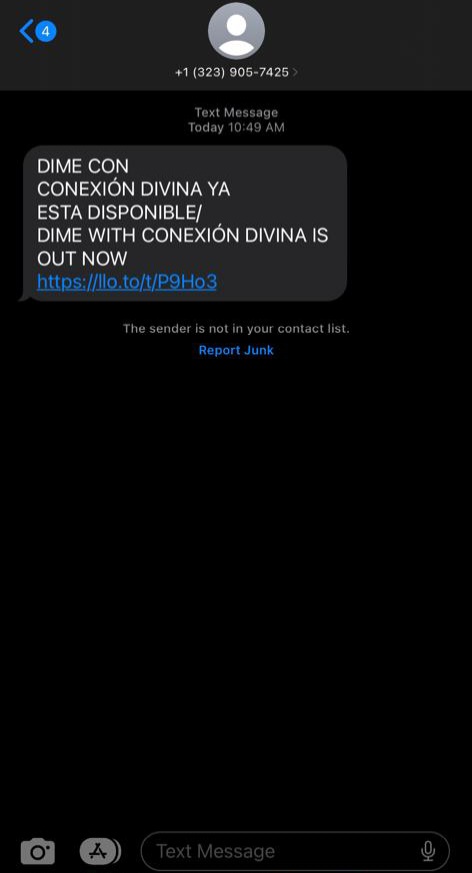 4
+1 (323) 905-7425 >
Text Message
Today 10:49 AM
DIME CON
CONEXIÓN DIVINA YA
ESTA DISPONIBLE/
DIME WITH CONEXIÓN DIVINA IS
OUT NOW
https://llo.to/t/P9Ho3
The sender is not in your contact list.
Report Junk
Text Message